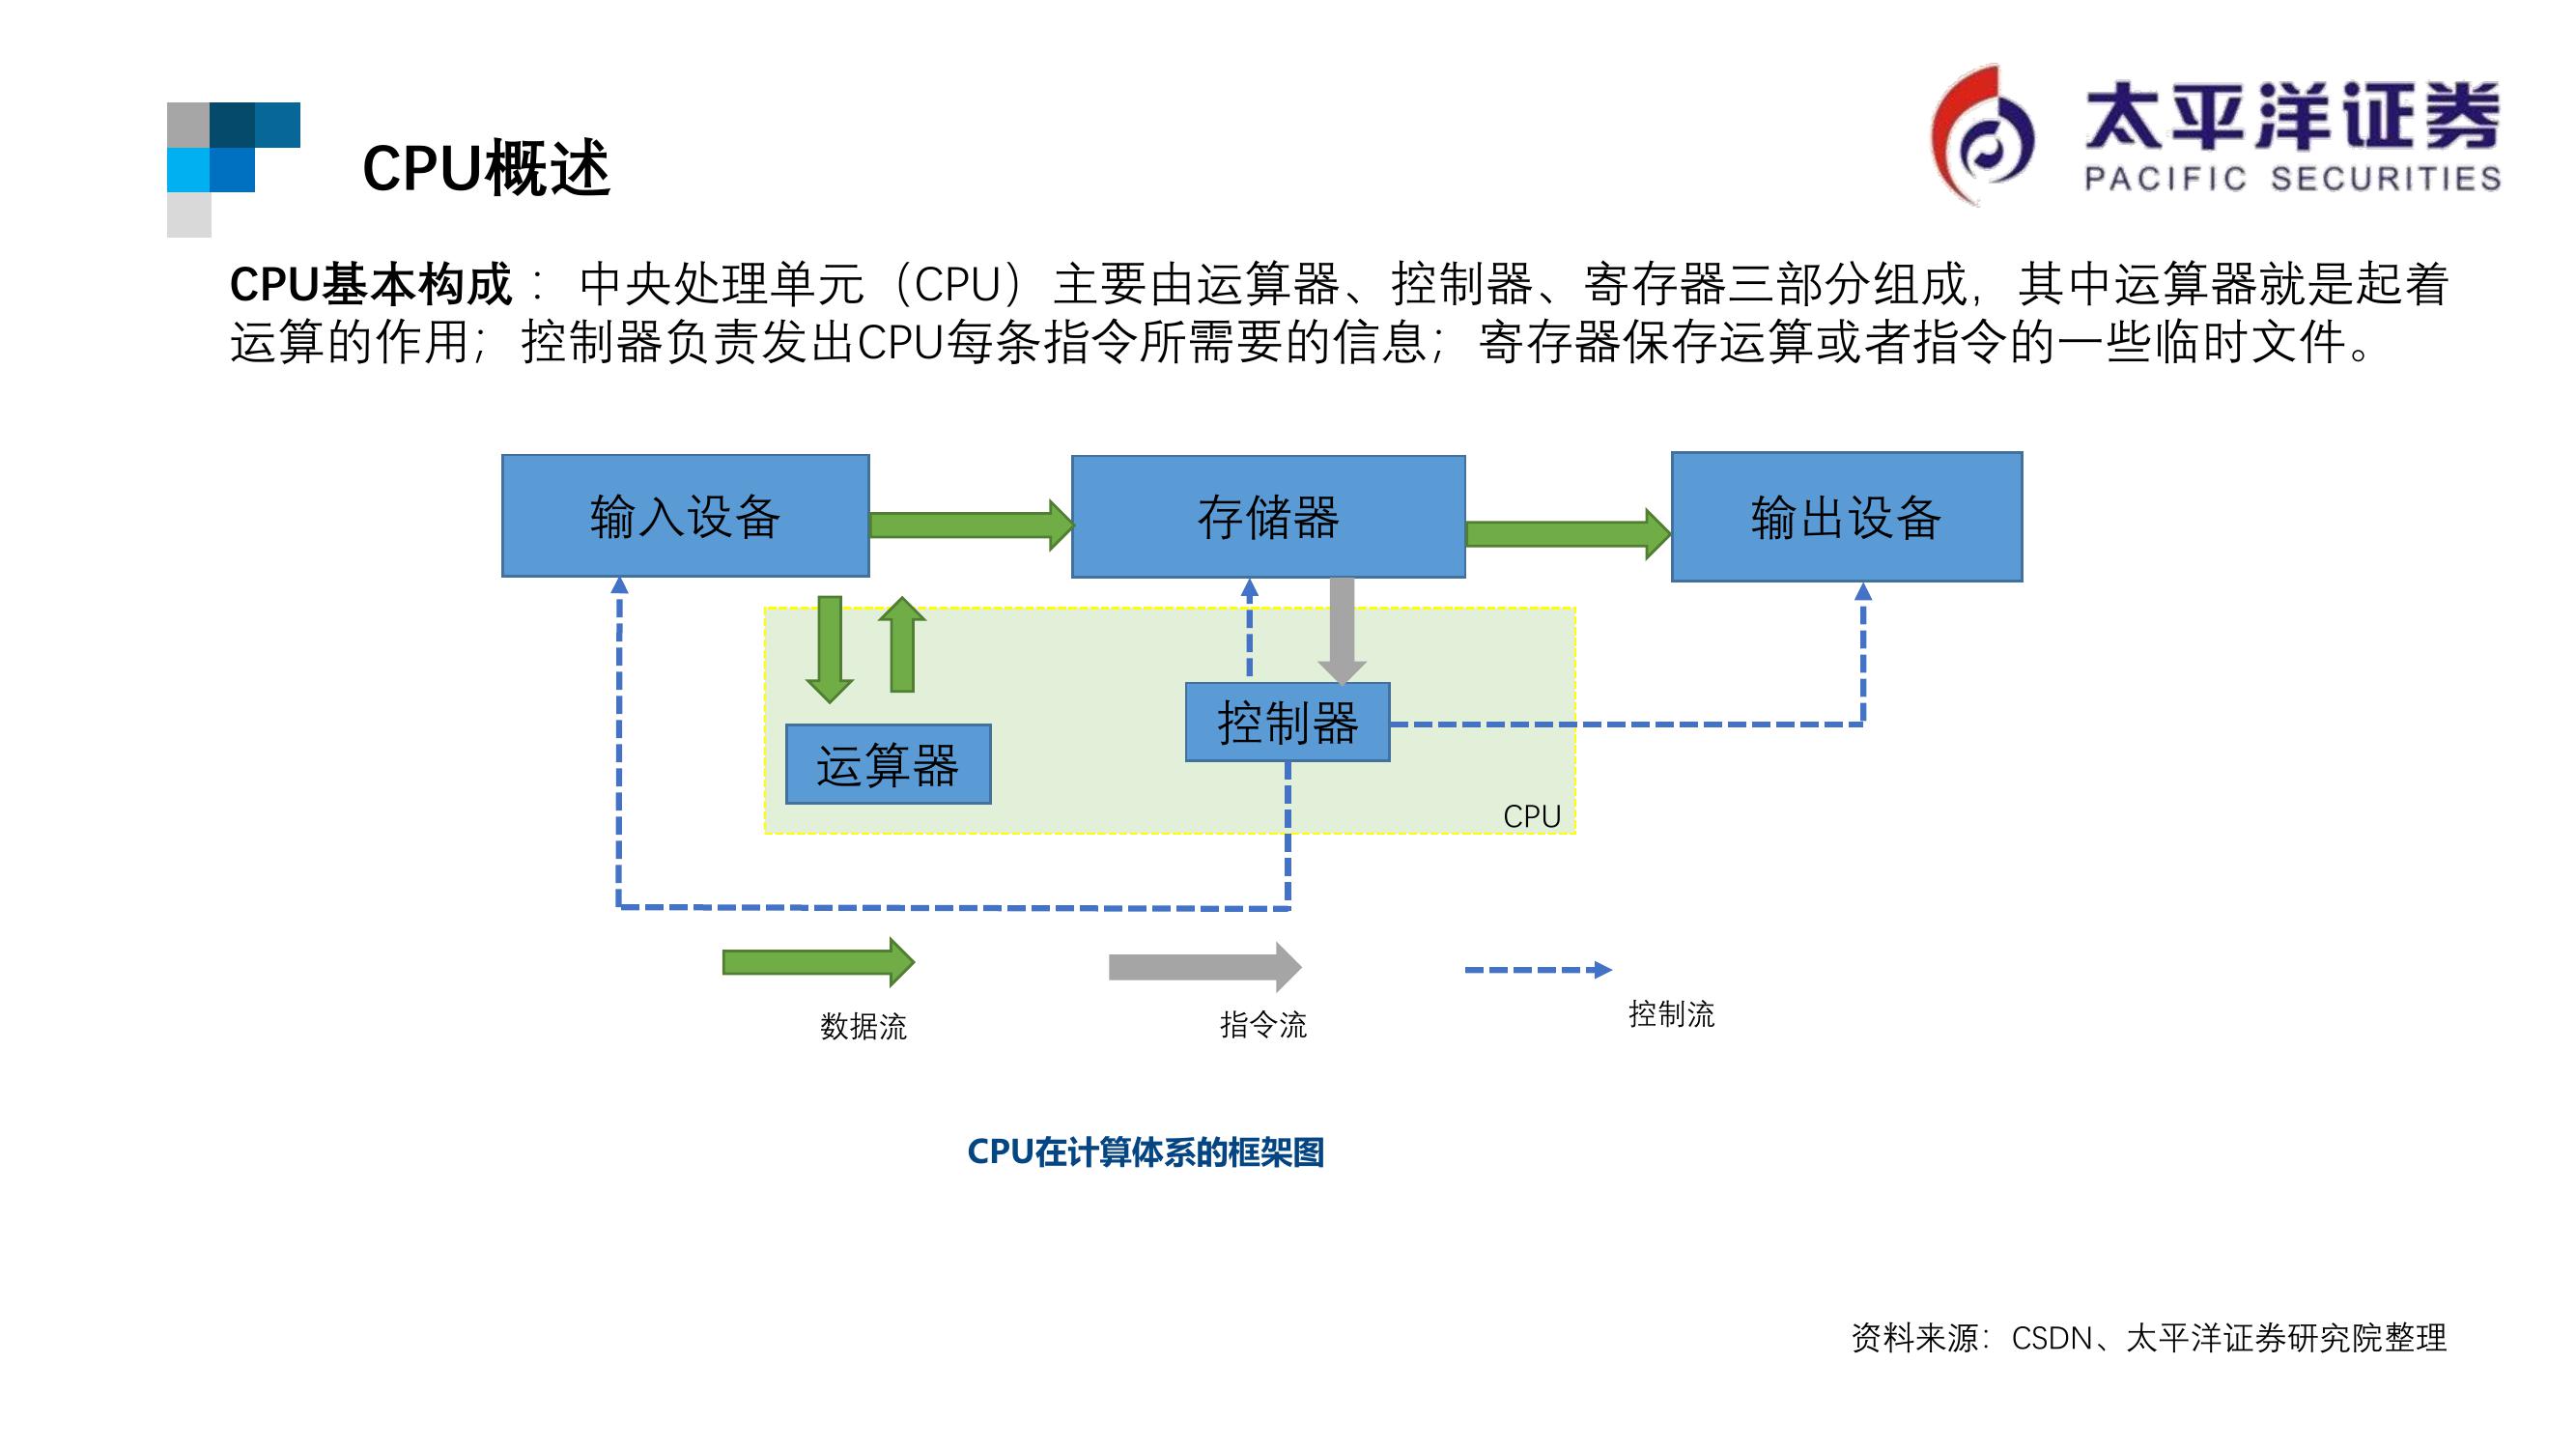 太平洋证券
PACIFIC SECURITIES
CPU概述
CPU基本构成 ： 中央处理单元（CPU）主要由运算器、控制器、寄存器三部分组成，其中运算器就是起着
运算的作用；控制器负责发出CPU每条指令所需要的信息；寄存器保存运算或者指令的一些临时文件。
输入设备
存储器
输出设备
控制器
运算器
CPU
数据流
指令流
控制流
CPU在计算体系的框架图
资料来源：CSDN、太平洋证券研究院整理